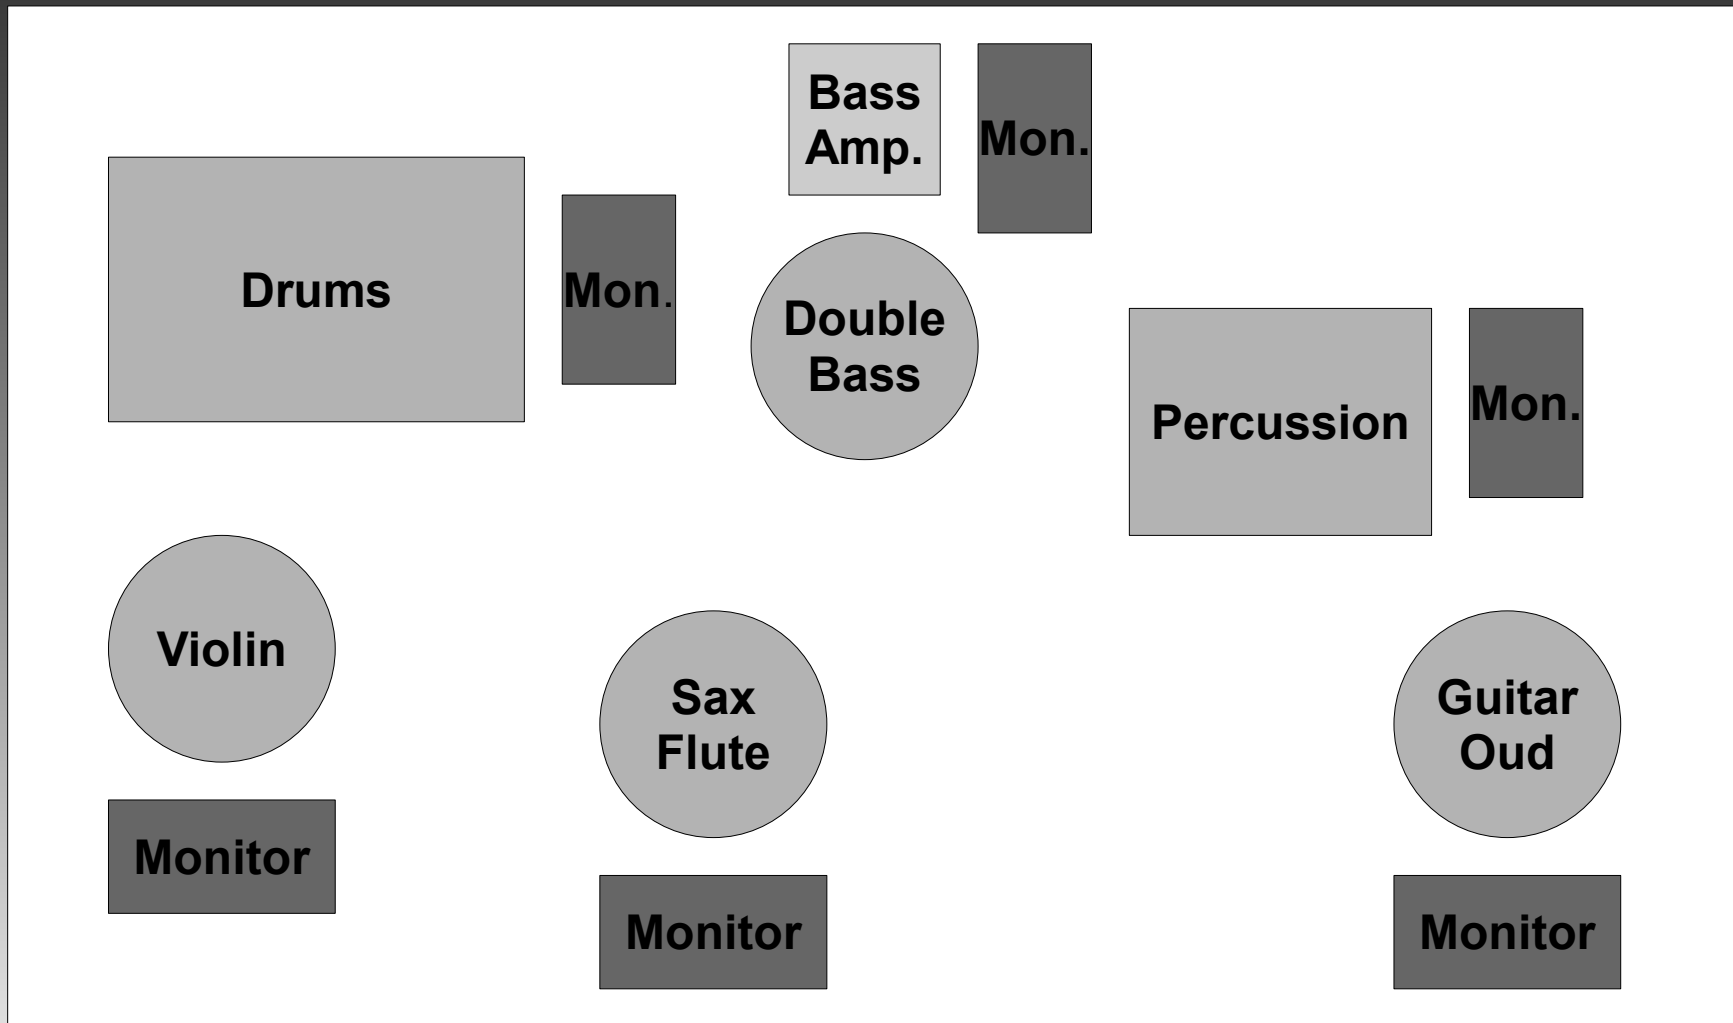 Bass
Amp.
Mon.
Drums
Mon.
Double
Bass
Percussion
Mon.
Violin
Sax
Flute
Guitar
Oud
Monitor
Monitor
Monitor